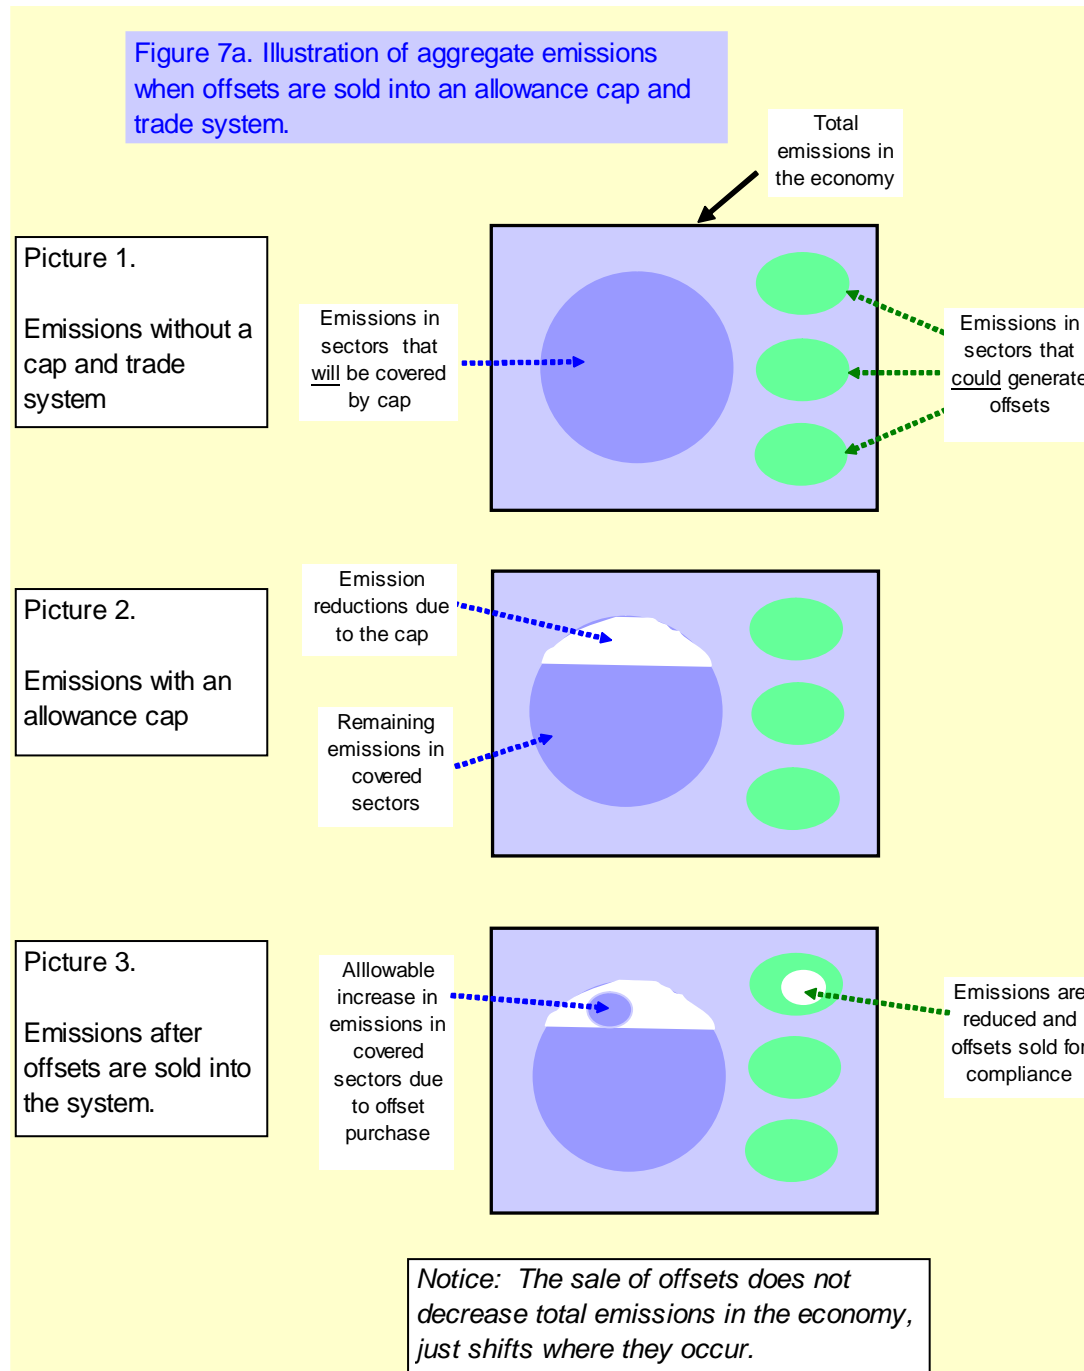 Figure 7a. Illustration of aggregate emissions
when offsets are sold into an allowance cap and
trade system.
Total
emissions in
the economy
Picture 1.
Emissions without a
cap and trade
system
Emissions in
sectors that
will be covered
by cap
Emissions in
sectors that
could generate
offsets
Picture 2.
Emissions with an
allowance cap
Emission
reductions due
to the cap
Remaining
emissions in
covered
sectors
Picture 3.
Emissions after
offsets are sold into
the system.
Alllowable
increase in
emissions in
covered
sectors due
to offset
purchase
Emissions are
reduced and
offsets sold for
compliance
Notice: The sale of offsets does not
decrease total emissions in the economy,
just shifts where they occur.